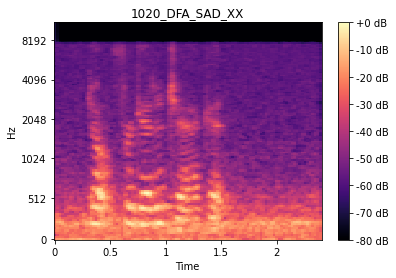 1020_DFA_SAD_XX
+0 dB
8192
-10 dB
4096
-20 dB
-30 dB
2048
Hz
-40 dB
1024
-50 dB
512
-60 dB
-70 dB
0
-80 dB
0 0.5 1 1.5 2
Time